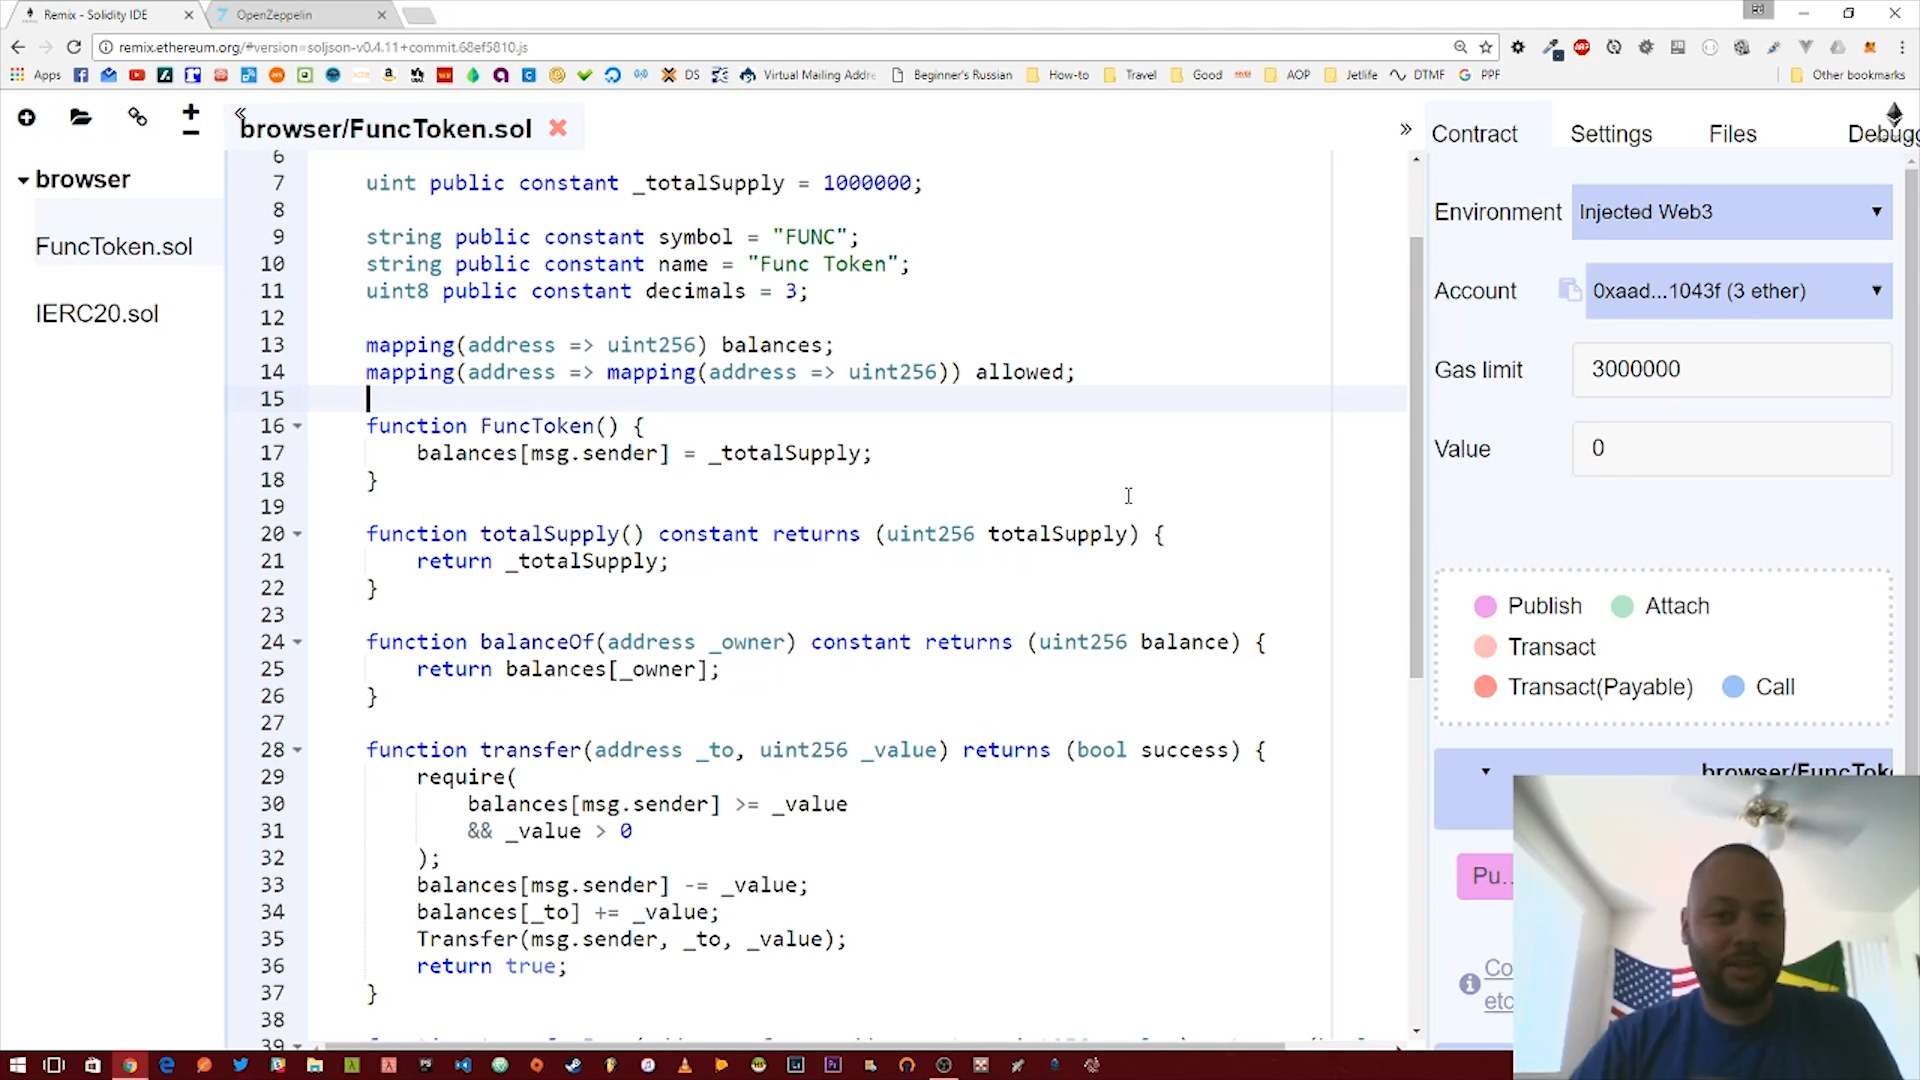 Remix - Solidity IDE
OpenZeppelin
remix.ethereum.org/#version=soljson-v0.4.11+commit.68ef5810.js
Apps
DS
Virtual Mailing Addre
Beginner's Russian
How-to
Travel
Good
AOP
Jetlife
DTMF
PPF
Other bookmarks
browser/FuncToken.sol
Contract
Settings
Files
Debugg
browser
FuncToken.sol
IERC20.sol
6
7 uint public constant _totalSupply = 1000000;
8
9 string public constant symbol = "FUNC";
10 string public constant name = "Func Token";
11 uint8 public constant decimals = 3;
12
13 mapping(address => uint256) balances;
14 mapping(address => mapping(address => uint256)) allowed;
15
16 function FuncToken() {
17 balances[msg.sender] = _totalSupply;
18 }
19
20 function totalSupply() constant returns (uint256 totalSupply) {
21 return _totalSupply;
22 }
23
24 function balanceOf(address _owner) constant returns (uint256 balance) {
25 return balances[_owner];
26 }
27
28 function transfer(address _to, uint256 _value) returns (bool success) {
29 require(
30 balances[msg.sender] >= _value
31 && _value > 0
32 );
33 balances[msg.sender] -= _value;
34 balances[_to] += _value;
35 Transfer(msg.sender, _to, _value);
36 return true;
37 }
38
39
Environment
Injected Web3
Account
0xaad...1043f (3 ether)
Gas limit
3000000
Value
0
Publish
Attach
Transact
Transact(Payable)
Call
browser/FuncToke
Pu...
Co
etc